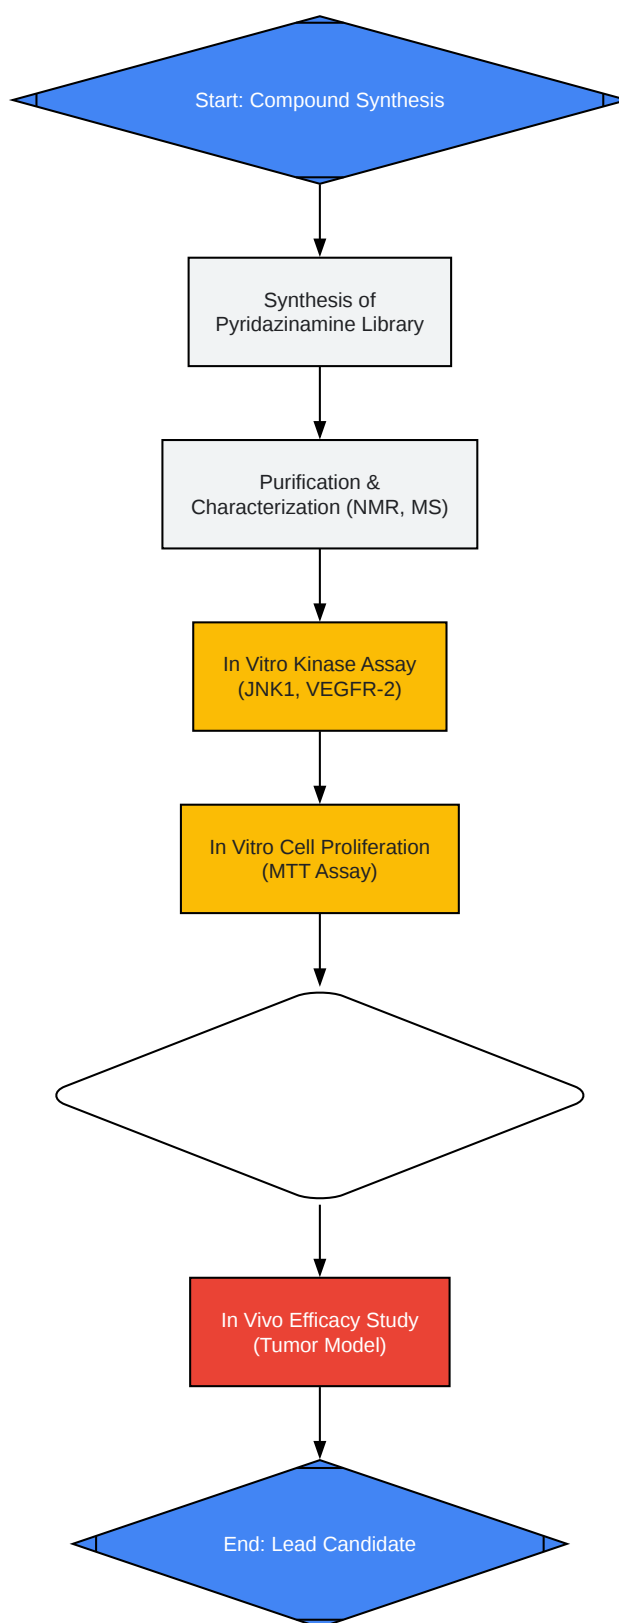 Start: Compound Synthesis
Synthesis of
Pyridazinamine Library
Purification &
Characterization (NMR, MS)
In Vitro Kinase Assay
(JNK1, VEGFR-2)
In Vitro Cell Proliferation
(MTT Assay)
In Vivo Efficacy Study
(Tumor Model)
End: Lead Candidate